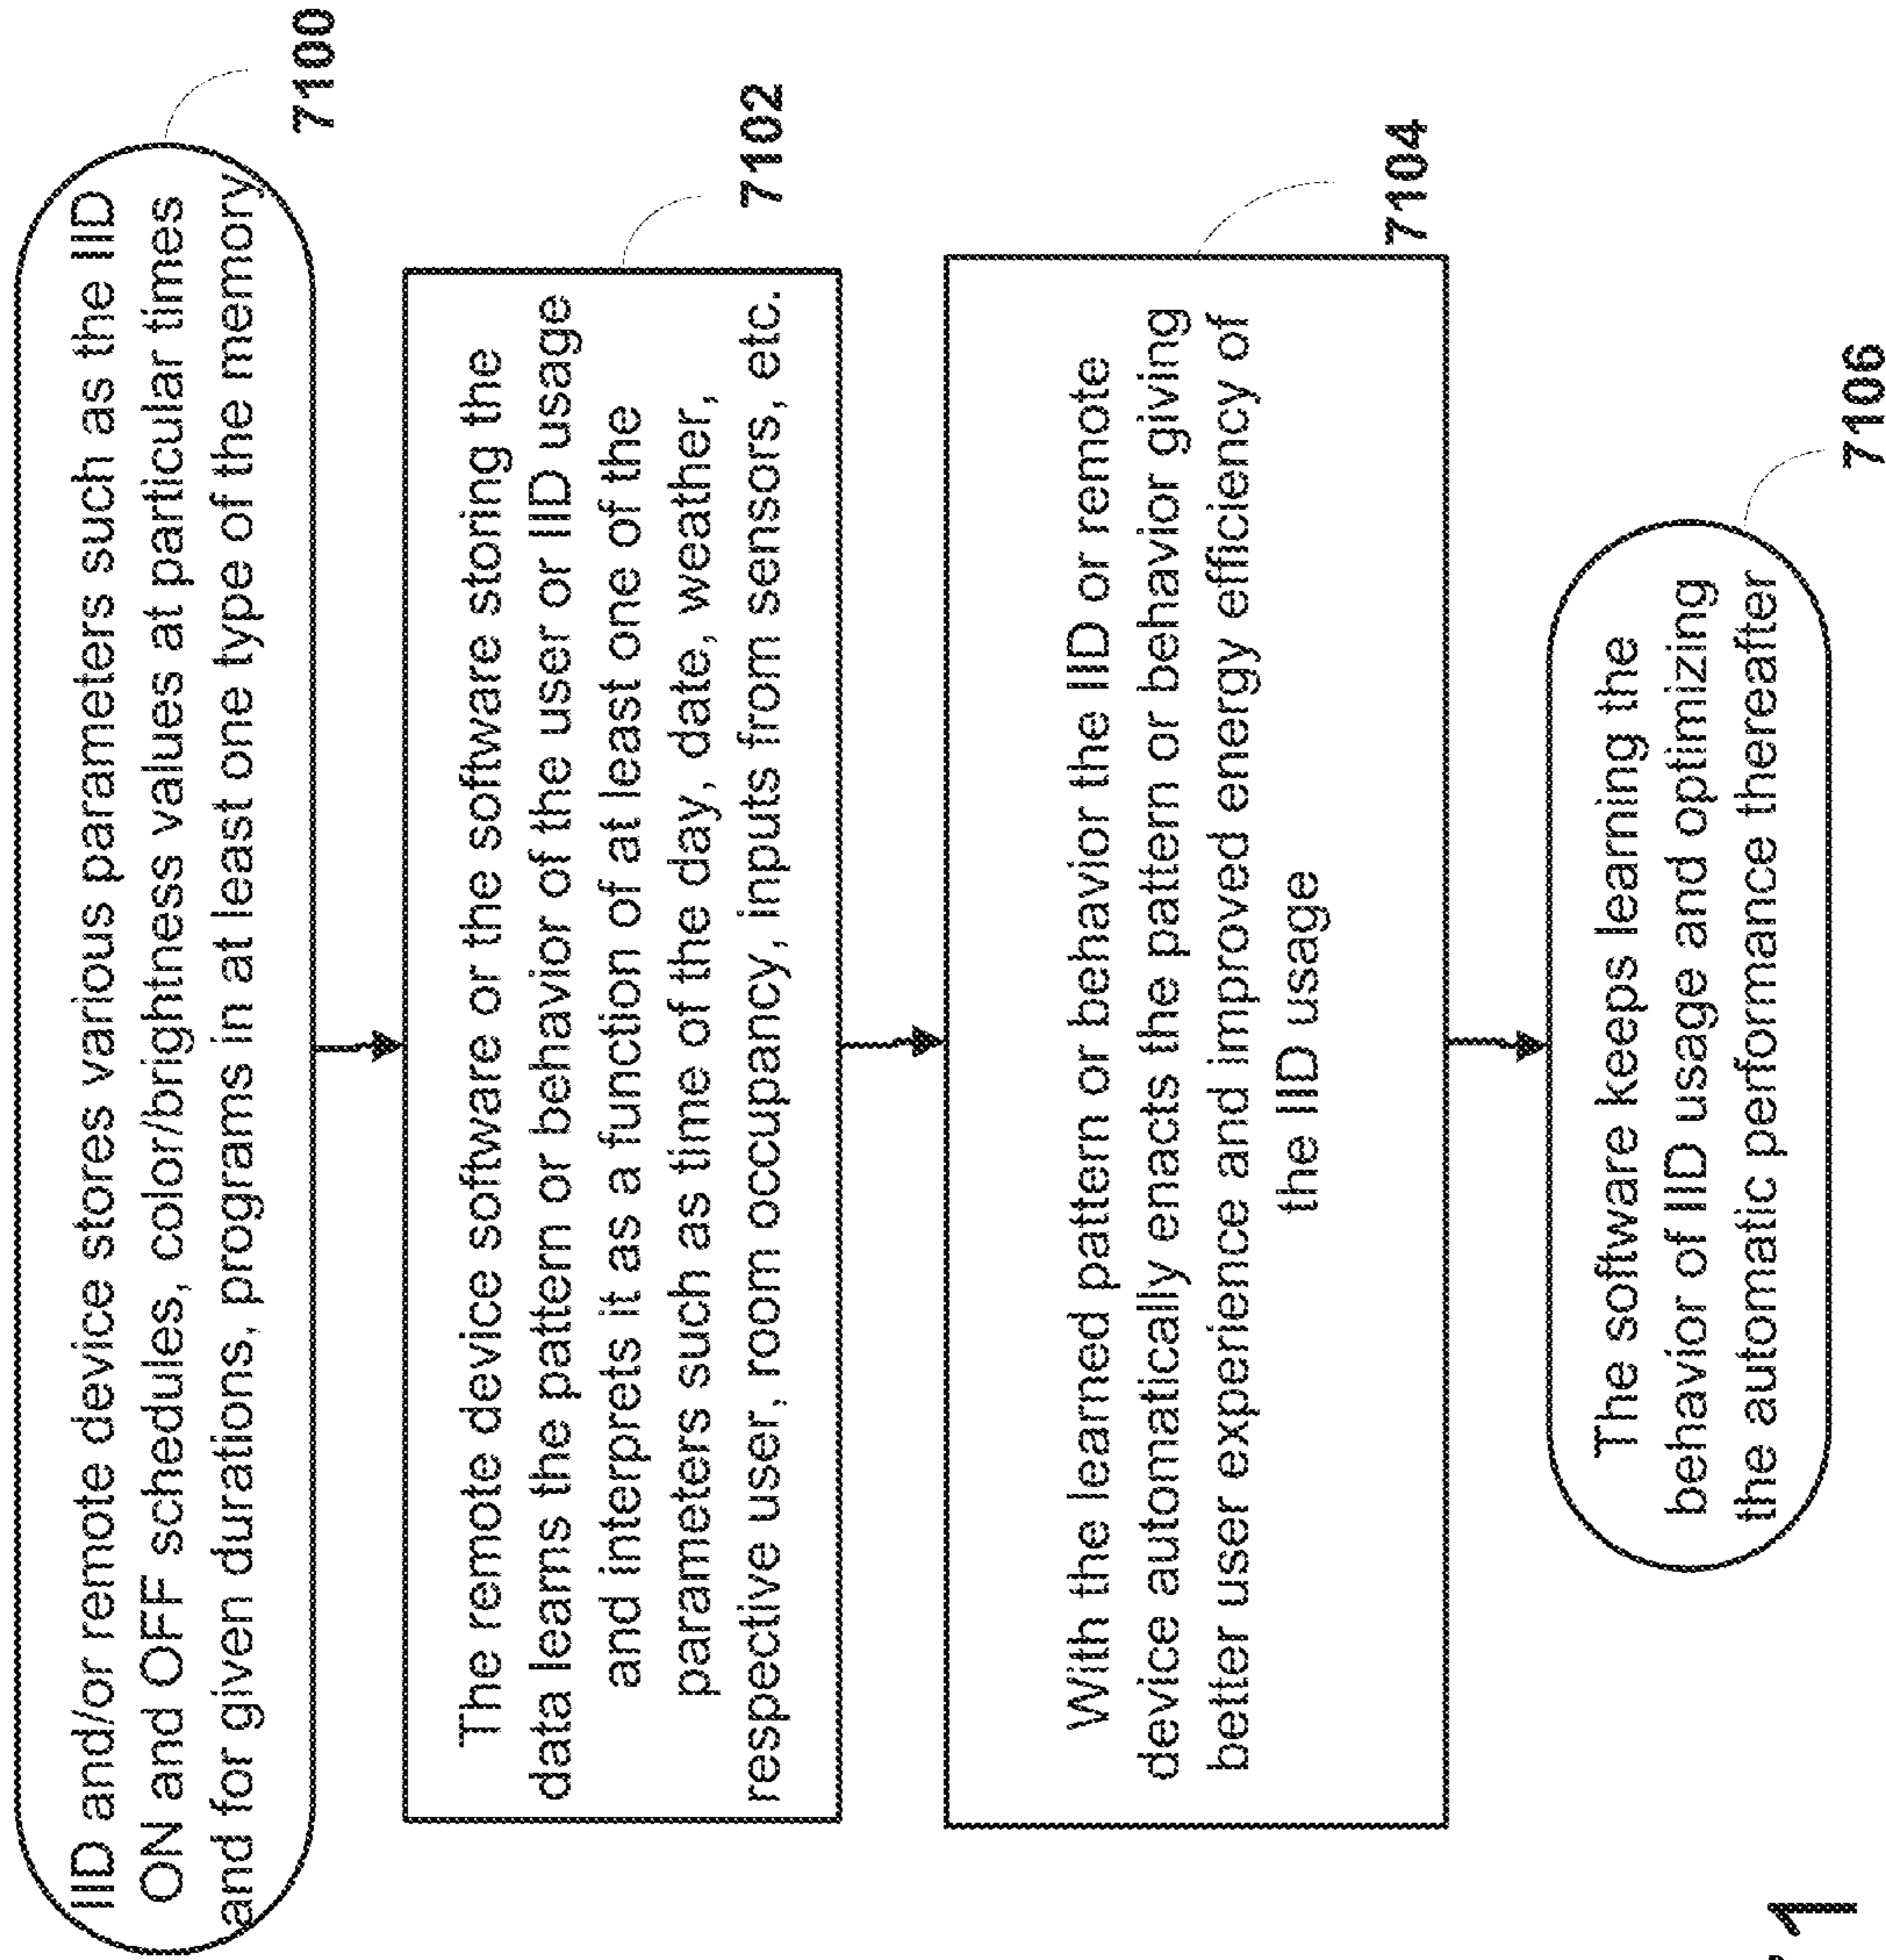 IID and/or remote device stores various parameters such as the IID
ON and OFF schedules, color/brightness values at particular times
and for given durations, programs in at least one type of the memory
7100
The remote device software or the software storing the
data learns the pattern or behavior of the user or IID usage
and interprets it as a function of at least one of the
parameters such as time of the day, date, weather,
respective user, room occupancy, inputs from sensors, etc.
7102
With the learned pattern or behavior the IID or remote
device automatically enacts the pattern or behavior giving
better user experience and improved energy efficiency of
the IID usage
7104
The software keeps learning the
behavior of IID usage and optimizing
the automatic performance thereafter
7106